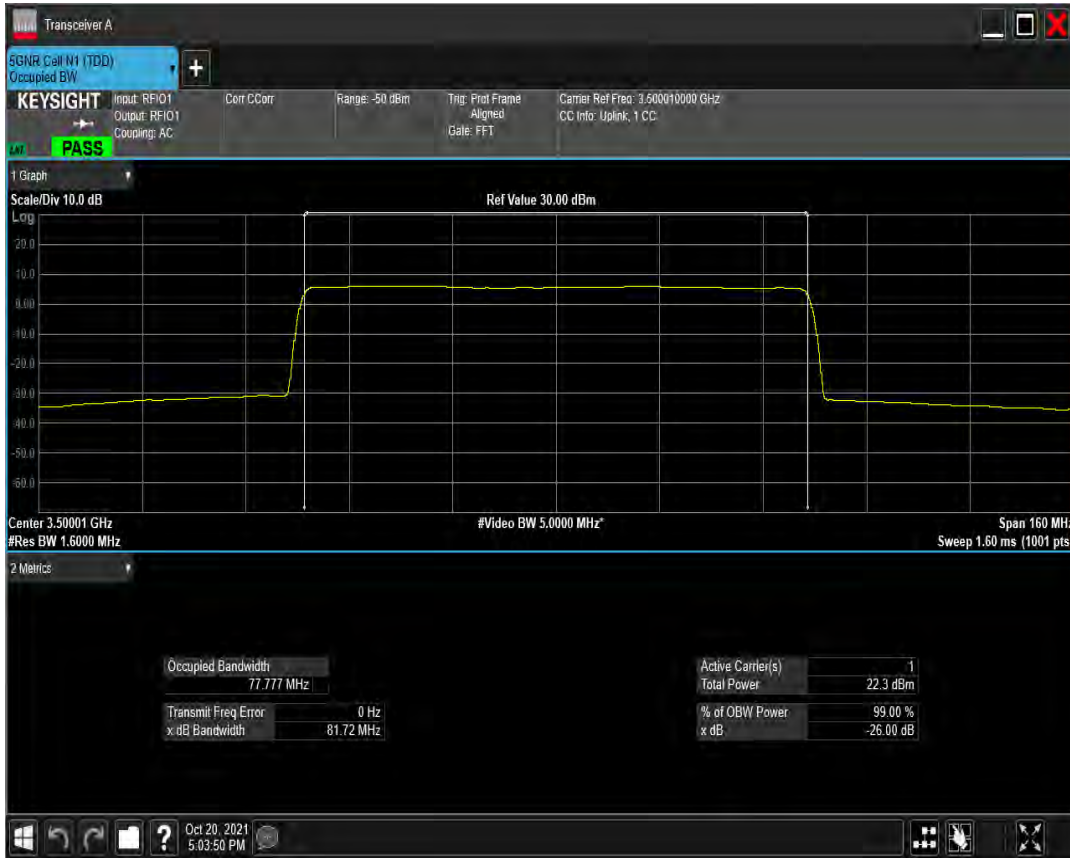 Transceiver A
5GNR Cell N1 (TDD)
Occupied BW
+
KEYSIGHT
PASS
Input: RFIO1
Output: RFIO1
Coupling: AC
Corr CCorr
Range: -50 dBm
Trig: Prot Frame
Aligned
Gate: FFT
Carrier Ref Freq: 3.500010000 GHz
CC Info: Uplink, 1 CC
1 Graph
Scale/Div 10.0 dB
Ref Value 30.00 dBm
Log
20.0
10.0
0.00
-10.0
-20.0
-30.0
-40.0
-50.0
-60.0
Center 3.50001 GHz
#Video BW 5.0000 MHz*
Span 160 MHz
#Res BW 1.6000 MHz
Sweep 1.60 ms (1001 pts
2 Metrics
Occupied Bandwidth
77.777 MHz
Transmit Freq Error 0 Hz
x dB Bandwidth 81.72 MHz
Active Carrier(s) 1
Total Power 22.3 dBm
% of OBW Power 99.00 %
x dB -26.00 dB
?
Oct 20, 2021
5:03:50 PM